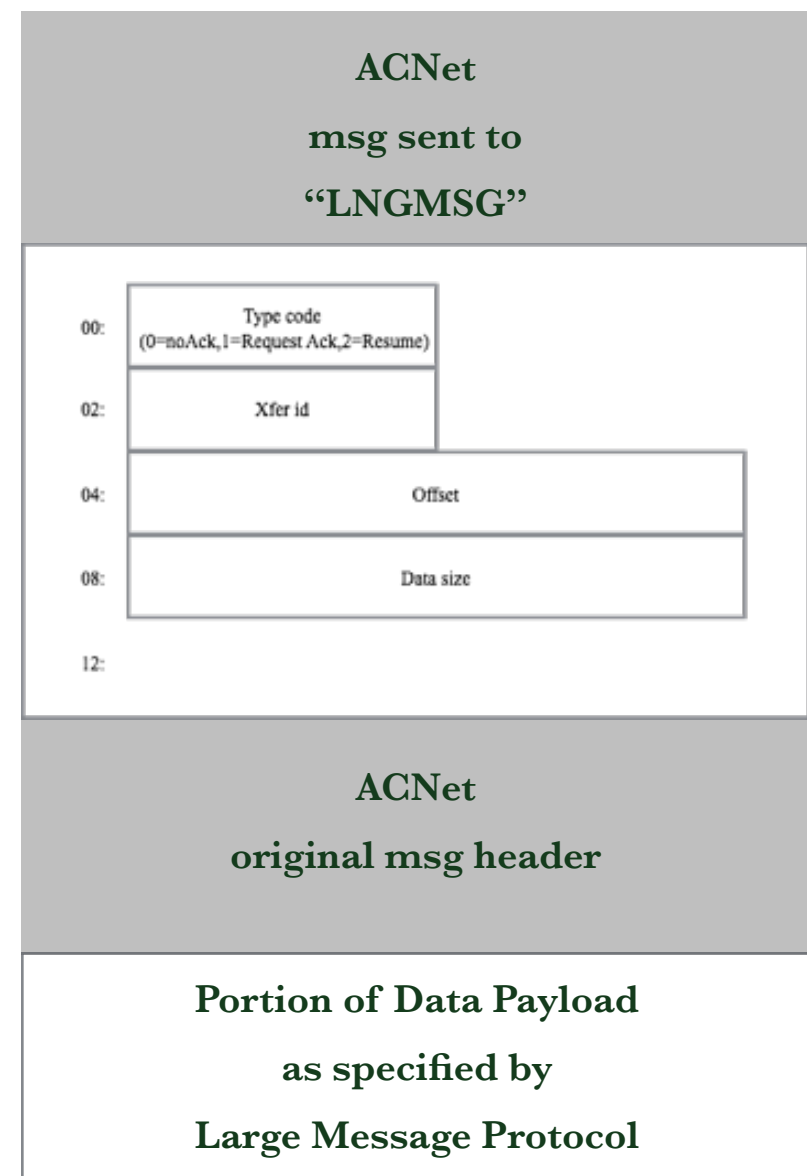 ACNet
msg sent to
“LNGMSG”
00:
Type code
(0=noAck,1=Request Ack,2=Resume)
02:
Xfer id
04:
Offset
08:
Data size
12:
ACNet
original msg header
Portion of Data Payload
as specified by
Large Message Protocol